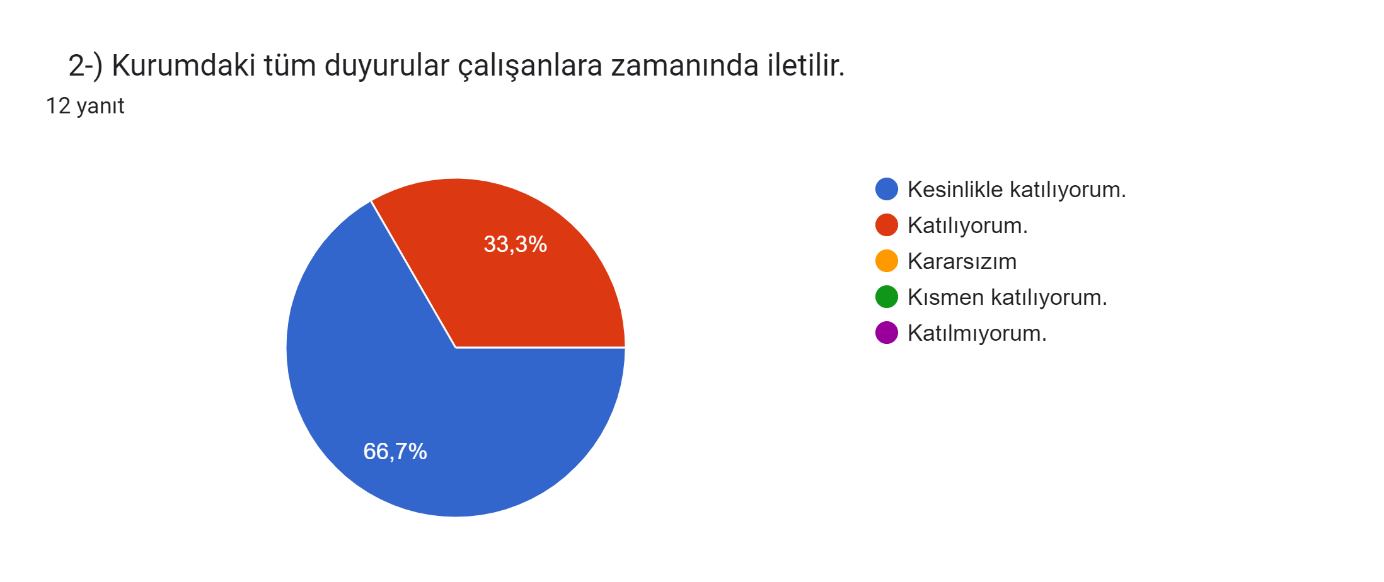 2-) Kurumdaki tüm duyurular çalışanlara zamanında iletilir.
12 yanıt
33,3%
66,7%
Kesinlikle katılıyorum.
Katılıyorum.
Kararsızım
Kısmen katılıyorum.
Katılmıyorum.